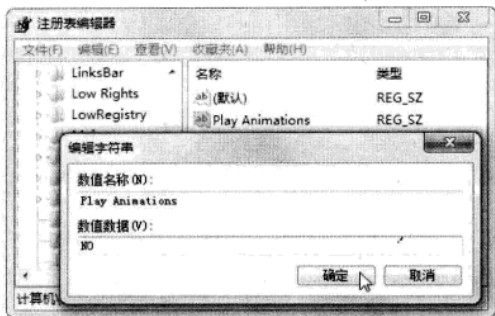 注册表编辑器
文件(F) 编辑(E) 查看(V) 收藏夹(A) 帮助(H)
LinksBar
Low Rights
LowRegistry
名称 类型
ab (默认) REG_SZ
ab Play Animations REG_SZ
编辑字符串
数值名称(N):
Play Animations
数值数据(V):
NO
确定 取消
计算机\